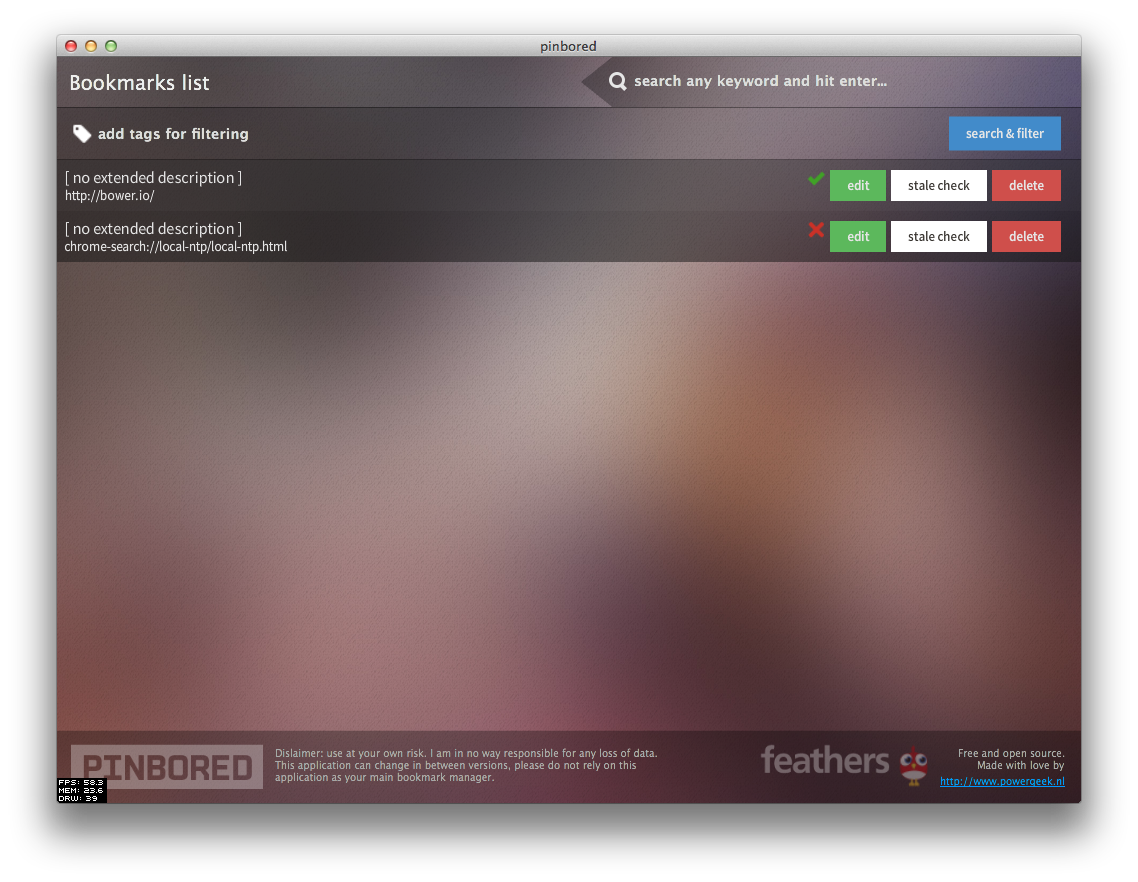 pinbored
Bookmarks list
search any keyword and hit enter...
add tags for filtering
search & filter
[ no extended description ]
http://bower.io/
edit
stale check
delete
[ no extended description ]
chrome-search://local-ntp/local-ntp.html
edit
stale check
delete
PINBORED
Dislaimer: use at your own risk. I am in no way responsible for any loss of data.
This application can change in between versions, please do not rely on this
application as your main bookmark manager.
feathers
Free and open source.
Made with love by
http://www.powergeek.nl
FPS: 58.3
MEM: 23.6
DRW: 39